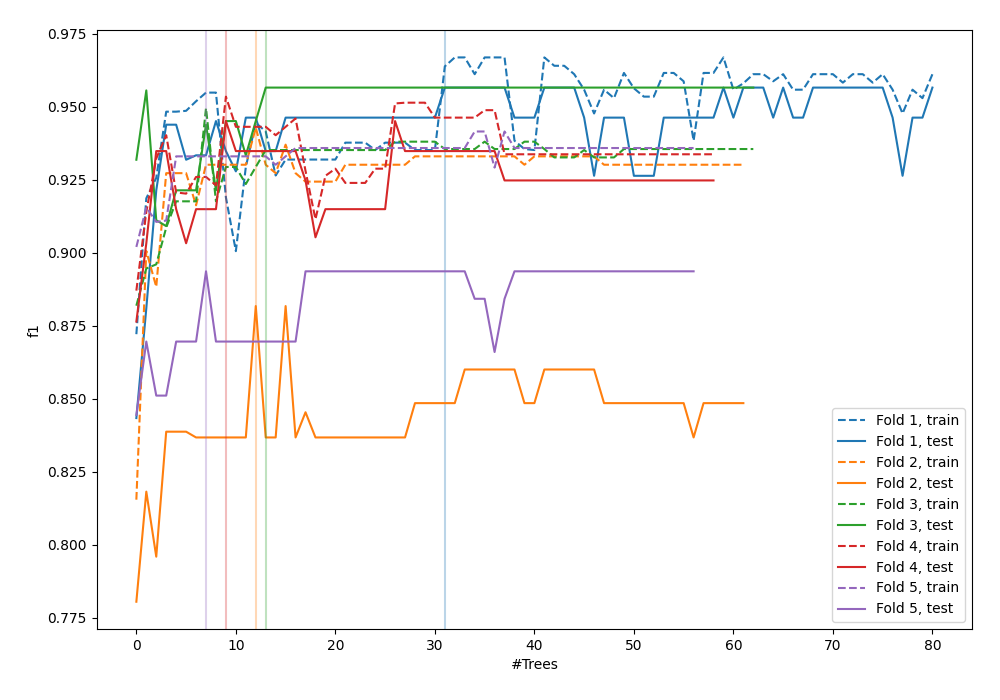 0.975
0.950
0.925
0.900
0.875
0.850
0.825
0.800
0.775
f1
0 10 20 30 40 50 60 70 80
#Trees
Fold 1, train
Fold 1, test
Fold 2, train
Fold 2, test
Fold 3, train
Fold 3, test
Fold 4, train
Fold 4, test
Fold 5, train
Fold 5, test